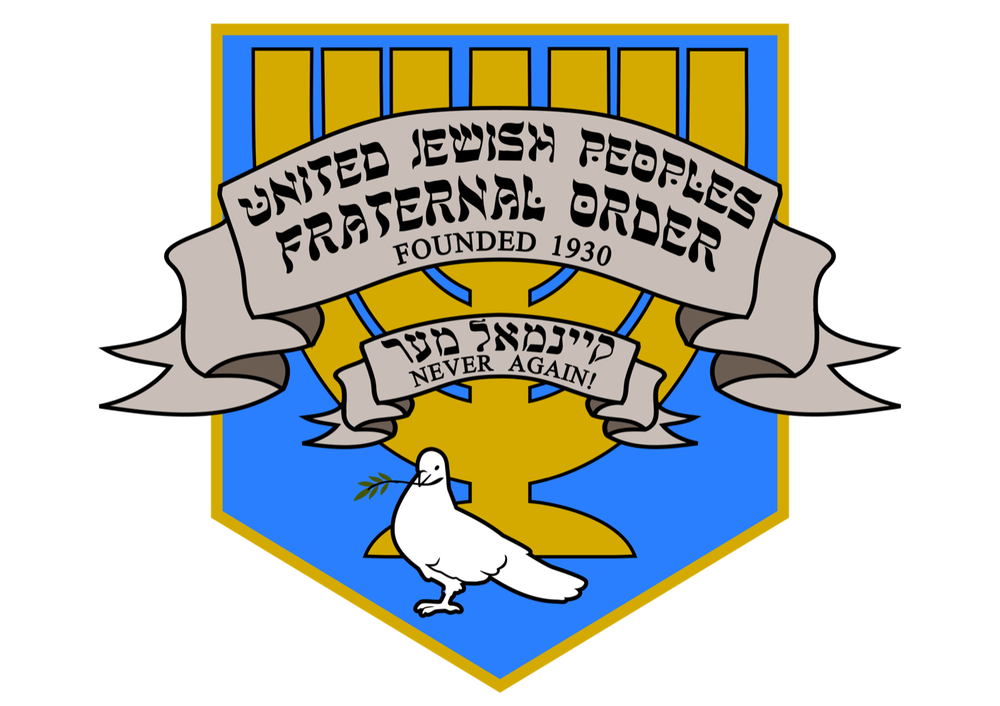 UNITED JEWISH PEOPLES
FRATERNAL ORDER
FOUNDED 1930
קיינמאל מער
NEVER AGAIN!